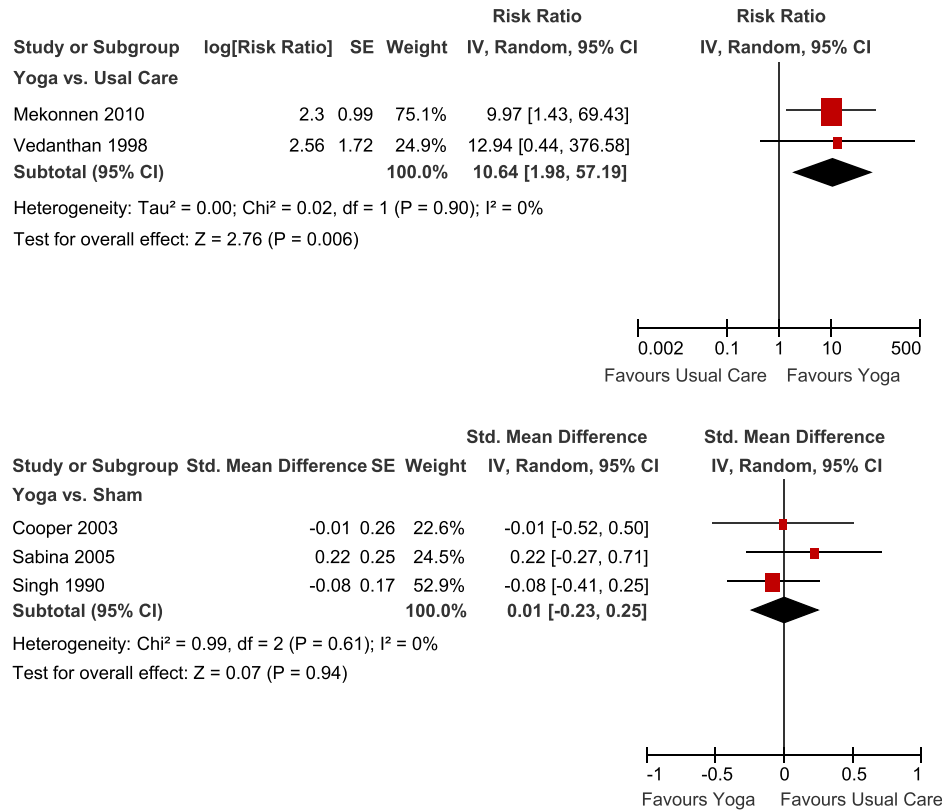 Risk Ratio Risk Ratio
Study or Subgroup log[Risk Ratio] SE Weight IV, Random, 95% CI IV, Random, 95% CI
Yoga vs. Usal Care
Mekonnen 2010 2.3 0.99 75.1% 9.97 [1.43, 69.43]
Vedanthan 1998 2.56 1.72 24.9% 12.94 [0.44, 376.58]
Subtotal (95% CI) 100.0% 10.64 [1.98, 57.19]
Heterogeneity: Tau² = 0.00; Chi² = 0.02, df = 1 (P = 0.90); I² = 0%
Test for overall effect: Z = 2.76 (P = 0.006)
0.002 0.1 1 10 500
Favours Usual Care Favours Yoga
Std. Mean Difference Std. Mean Difference
Study or Subgroup Std. Mean Difference SE Weight IV, Random, 95% CI IV, Random, 95% CI
Yoga vs. Sham
Cooper 2003 -0.01 0.26 22.6% -0.01 [-0.52, 0.50]
Sabina 2005 0.22 0.25 24.5% 0.22 [-0.27, 0.71]
Singh 1990 -0.08 0.17 52.9% -0.08 [-0.41, 0.25]
Subtotal (95% CI) 100.0% 0.01 [-0.23, 0.25]
Heterogeneity: Chi² = 0.99, df = 2 (P = 0.61); I² = 0%
Test for overall effect: Z = 0.07 (P = 0.94)
-1 -0.5 0 0.5 1
Favours Yoga Favours Usual Care